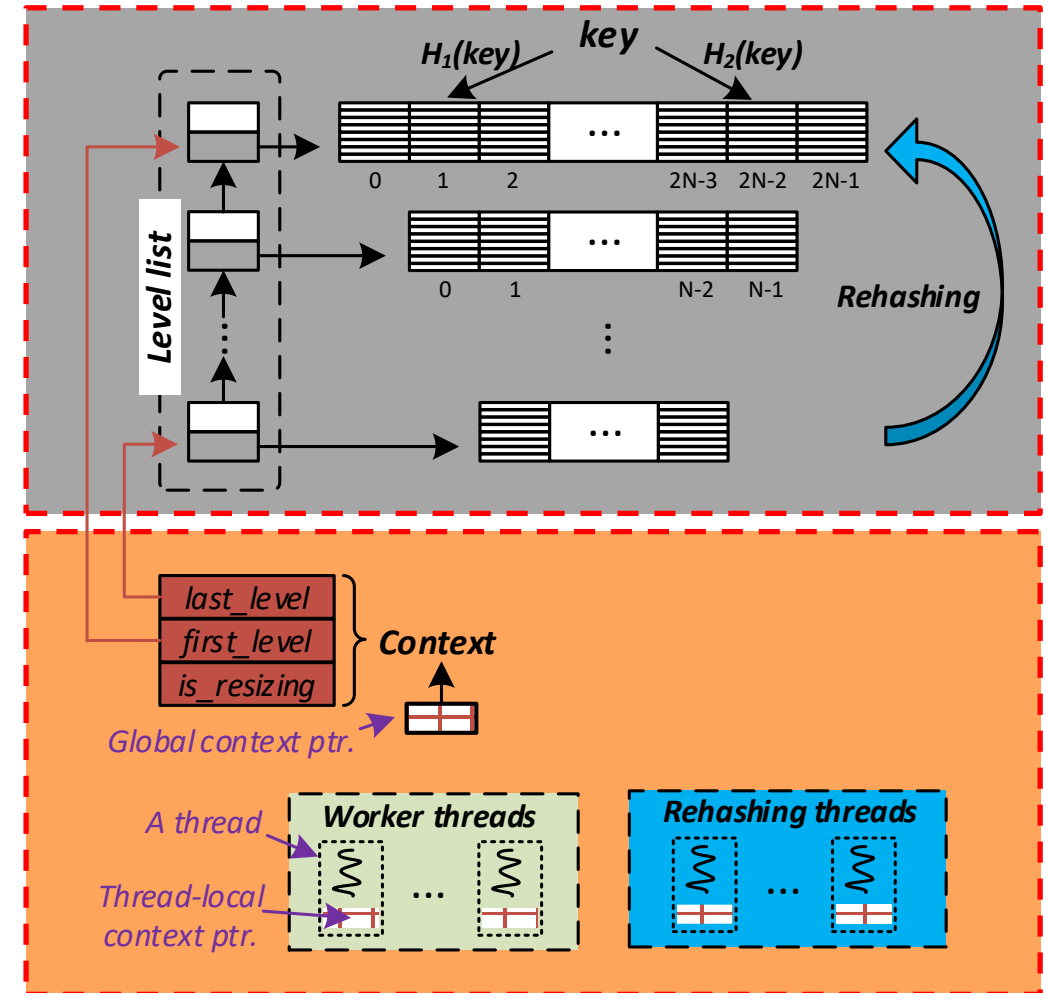 key
H₁(key)
H₂(key)
...
0 1 2 2N-3 2N-2 2N-1
Level list
...
0 1 N-2 N-1
Rehashing
...
...
...
last_level
first_level
is_resizing
Context
Global context ptr.
A thread
Thread-local
context ptr.
Worker threads
...
Rehashing threads
...